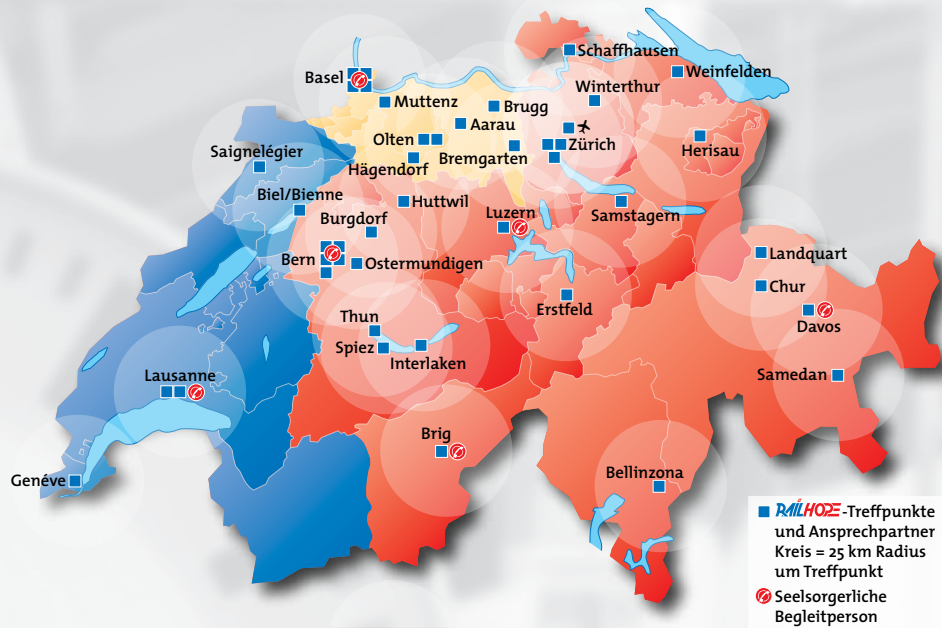 Schaffhausen
Basel
Weinfelden
Winterthur
Muttenz
Brugg
Aarau
Olten
Zürich
Herisau
Bremgarten
Saignelégier
Hägendorf
Biel/Bienne
Huttwil
Luzern
Samstagern
Burgdorf
Bern
Ostermundigen
Landquart
Chur
Erstfeld
Davos
Thun
Spiez
Interlaken
Lausanne
Samedan
Brig
Bellinzona
Genéve
RAILHOPE-Treffpunkte
und Ansprechpartner
Kreis = 25 km Radius
um Treffpunkt
Seelsorgerliche
Begleitperson